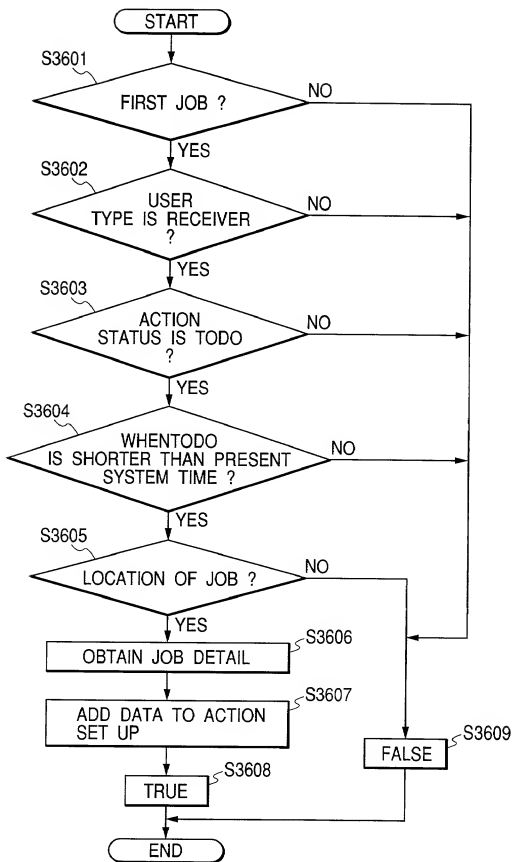 START
S3601
FIRST JOB ?
NO
YES
S3602
USER
TYPE IS RECEIVER
?
NO
YES
S3603
ACTION
STATUS IS TODO
?
NO
YES
S3604
WHENTODO
IS SHORTER THAN PRESENT
SYSTEM TIME ?
NO
YES
S3605
LOCATION OF JOB ?
NO
YES
S3606
OBTAIN JOB DETAIL
S3607
ADD DATA TO ACTION
SET UP
S3609
FALSE
S3608
TRUE
END